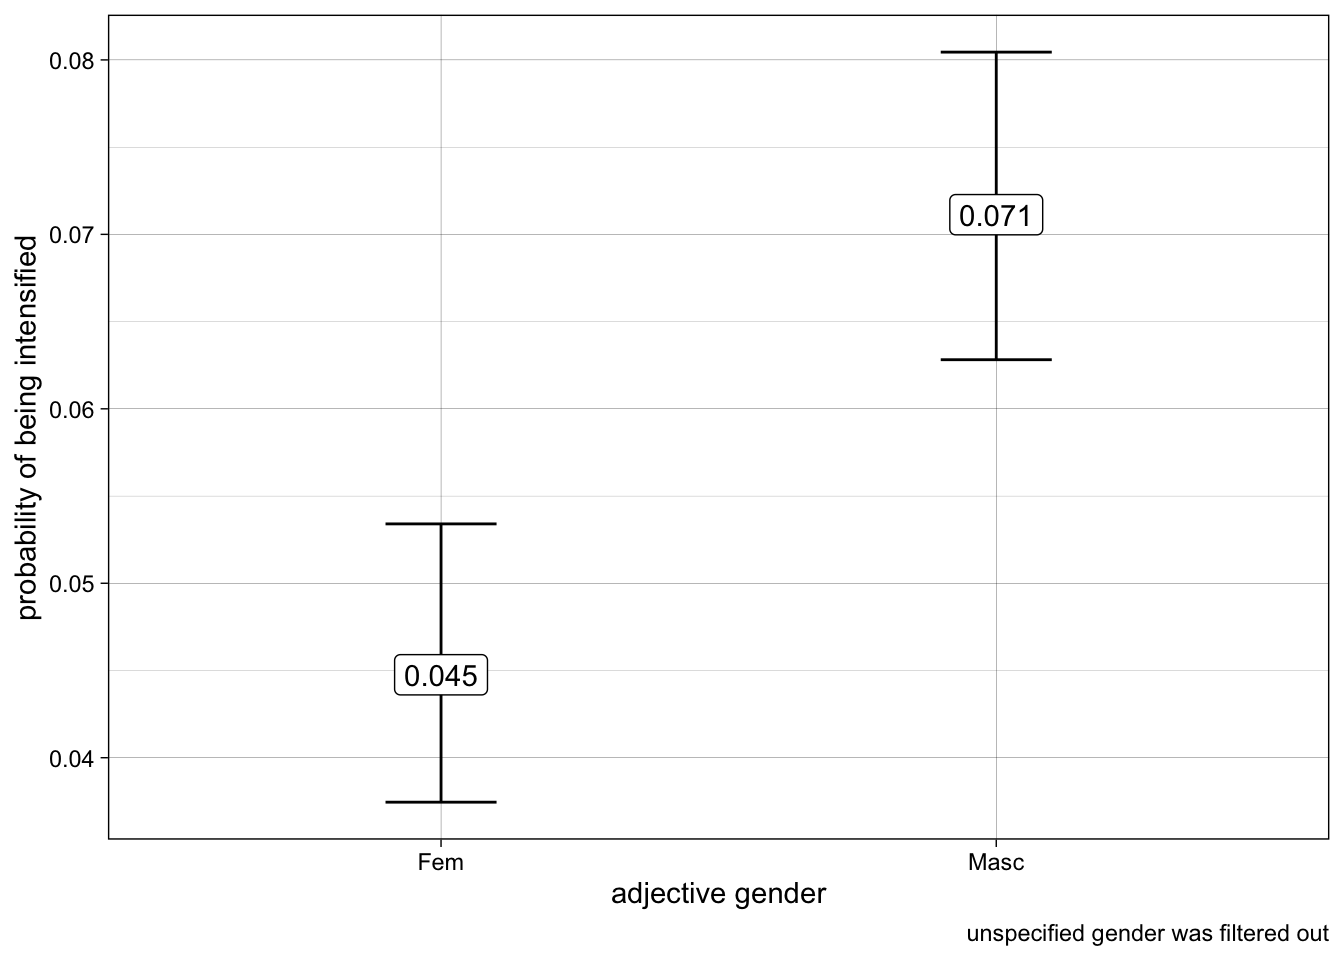 probability of being intensified
0.08
0.07
0.06
0.05
0.04
0.071
0.045
Fem
Masc
adjective gender
unspecified gender was filtered out